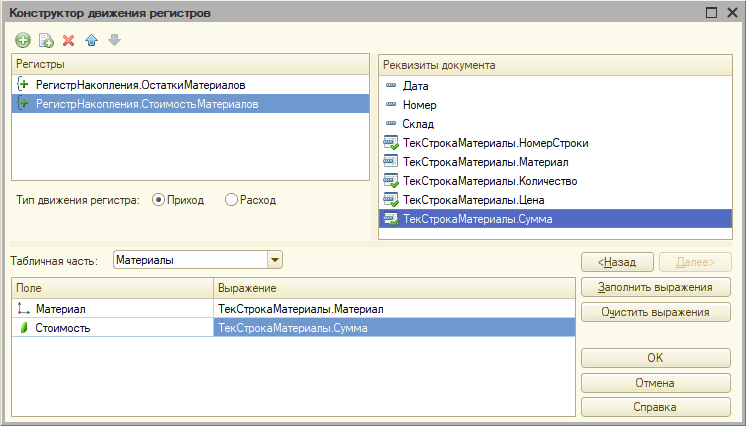 Конструктор движения регистров
Регистры
РегистрНакопления.ОстаткиМатериалов
РегистрНакопления.СтоимостьМатериалов
Тип движения регистра:
Приход
Расход
Реквизиты документа
Дата
Номер
Склад
ТекСтрокаМатериалы.НомерСтроки
ТекСтрокаМатериалы.Материал
ТекСтрокаМатериалы.Количество
ТекСтрокаМатериалы.Цена
ТекСтрокаМатериалы.Сумма
Табличная часть:
Материалы
<Назад
Далее>
Поле Выражение
Материал ТекСтрокаМатериалы.Материал
Стоимость ТекСтрокаМатериалы.Сумма
Заполнить выражения
Очистить выражения
OK
Отмена
Справка